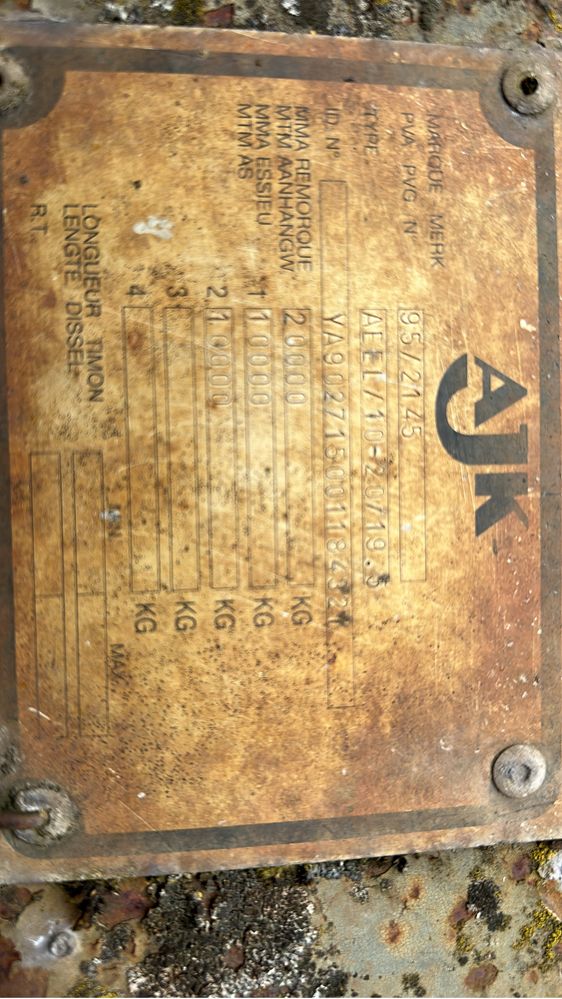 AJK
MARQUE MERK
PVA PVG N° 95/2145
TYPE AEEL/10-20/19.5
ID. N°
MMA REMORQUE
MTM AANHANGW. 20000 KG
MMA ESSIEU 1 10000 KG
MTM AS 2 10000 KG
3 KG
4 KG
MIN MAX
LONGUEUR TIMON
LENGTE DISSEL
R.T.